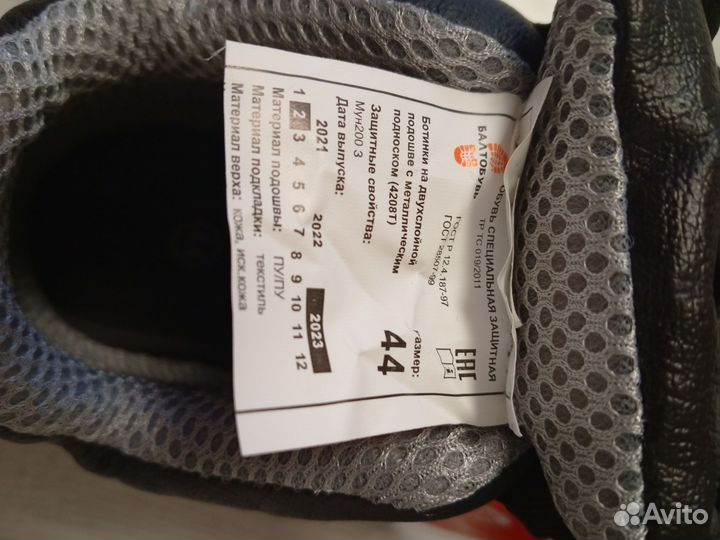 БАЛТОБУВЬ
ОБУВЬ СПЕЦИАЛЬНАЯ ЗАЩИТНАЯ
ТР ТС 019/2011
ГОСТ Р 12.4.187-97
ГОСТ 28507-99
EAC
Ботинки на двухслойной
подошве с металлическим
подноском (4208Т)
размер:
44
Защитные свойства:
Мун200 З
Дата выпуска:
2021 2022 2023
1 2 3 4 5 6 7 8 9 10 11 12
Материал подошвы: ПУ/ПУ
Материал подкладки: текстиль
Материал верха: кожа, иск.кожа
Avito